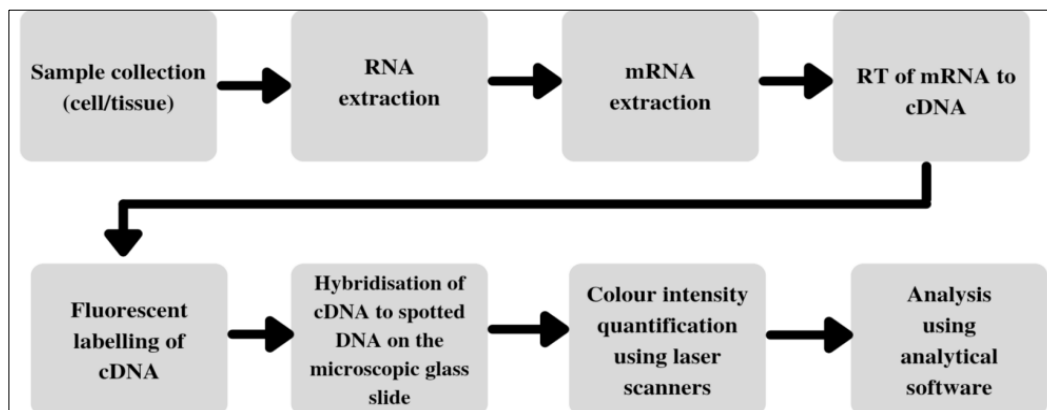 Sample collection
(cell/tissue)
RNA
extraction
mRNA
extraction
RT of mRNA to
cDNA
Fluorescent
labelling of
cDNA
Hybridisation of
cDNA to spotted
DNA on the
microscopic glass
slide
Colour intensity
quantification
using laser
scanners
Analysis
using
analytical
software